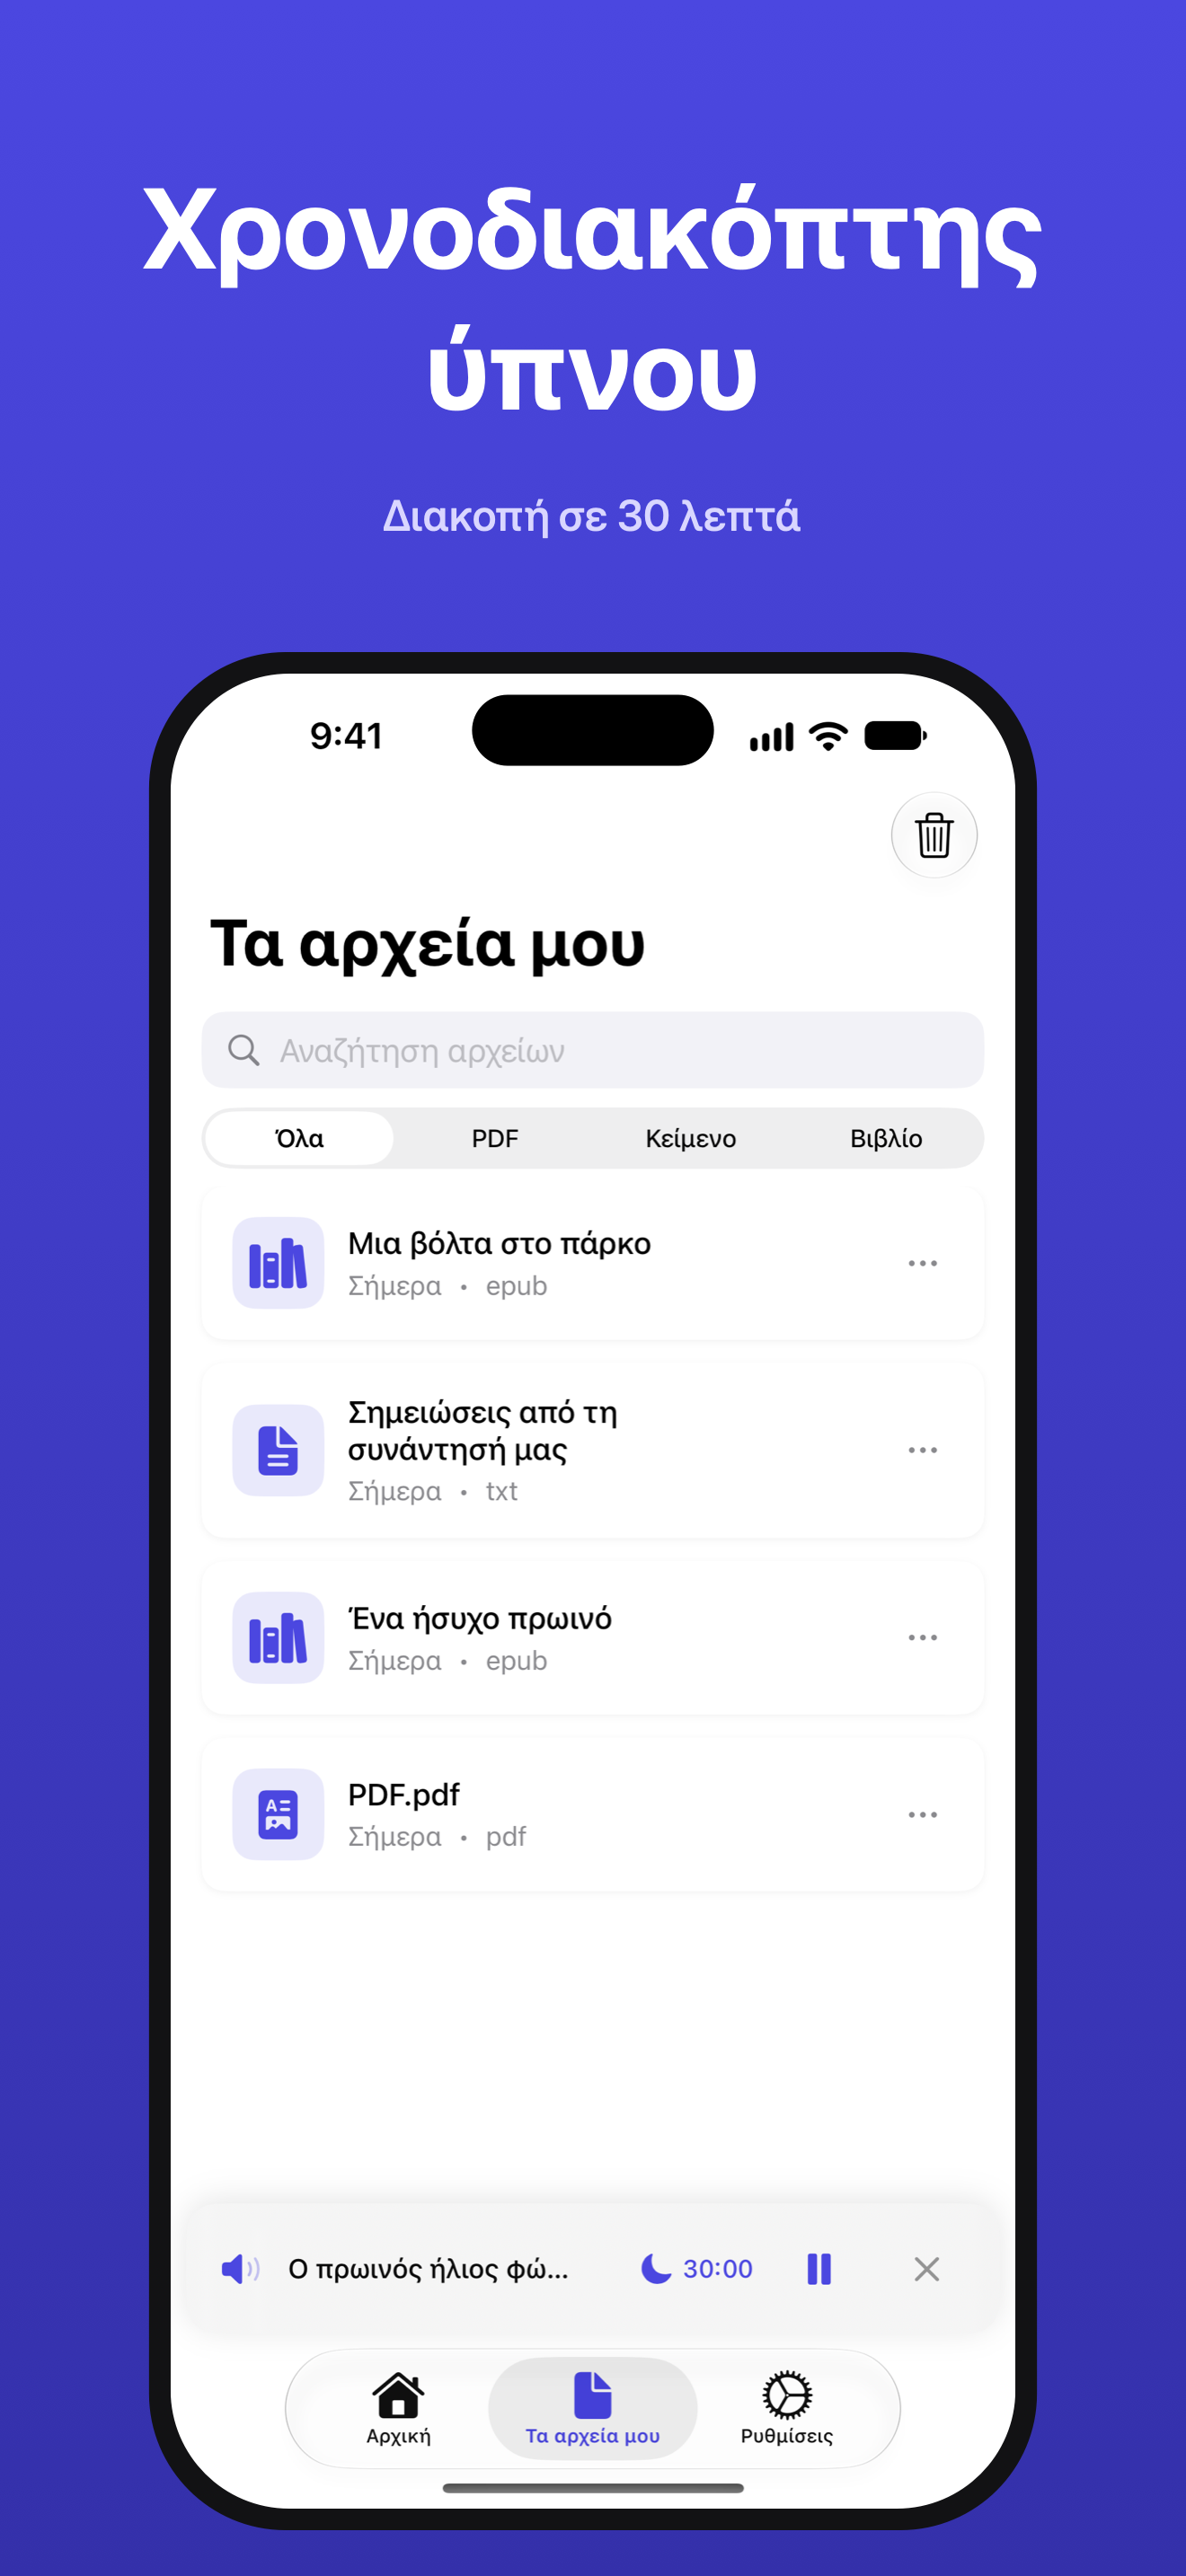 Χρονοδιακόπτης
ύπνου
Διακοπή σε 30 λεπτά
9:41
Τα αρχεία μου
Αναζήτηση αρχείων
Όλα PDF Κείμενο Βιβλίο
Μια βόλτα στο πάρκο
Σήμερα • epub
Σημειώσεις από τη
συνάντησή μας
Σήμερα • txt
Ένα ήσυχο πρωινό
Σήμερα • epub
PDF.pdf
Σήμερα • pdf
Ο πρωινός ήλιος φώ... 30:00
Αρχική Τα αρχεία μου Ρυθμίσεις